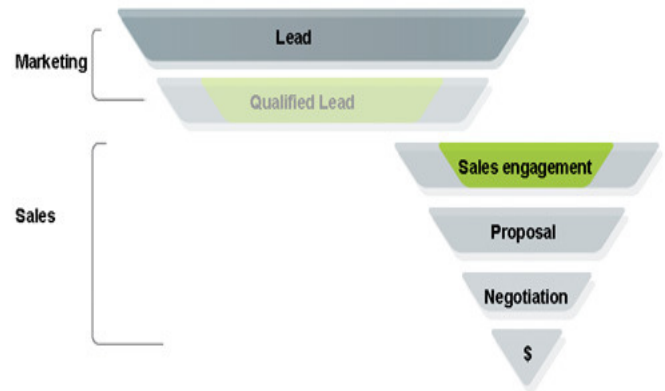 Lead
Marketing
Qualified Lead
Sales engagement
Sales
Proposal
Negotiation
$